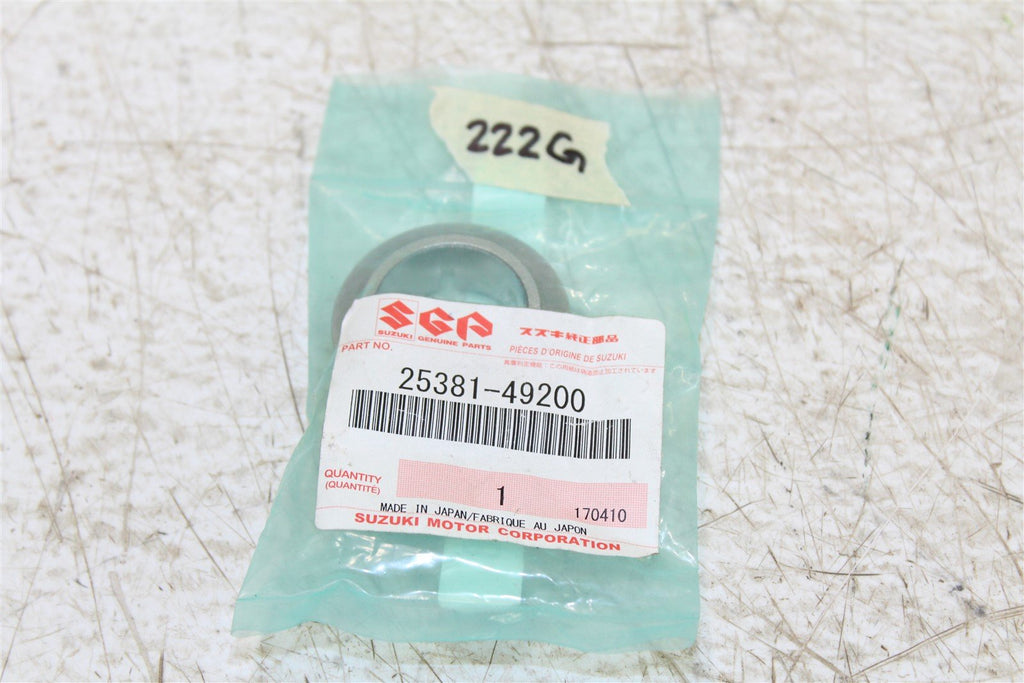 222G
SGP
SUZUKI GENUINE PARTS
スズキ純正部品
PIÈCES D'ORIGINE DE SUZUKI
PART NO.
25381-49200
QUANTITY
(QUANTITÉ)
1
170410
MADE IN JAPAN/FABRIQUE AU JAPON
SUZUKI MOTOR CORPORATION